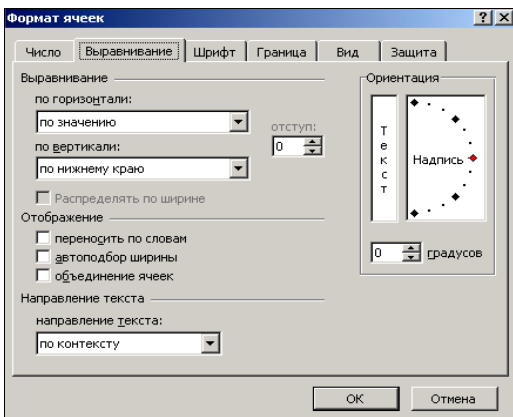 Формат ячеек
Число Выравнивание Шрифт Граница Вид Защита
Выравнивание
по горизонтали:
по значению
отступ:
0
по вертикали:
по нижнему краю
Распределять по ширине
Отображение
переносить по словам
автоподбор ширины
объединение ячеек
Направление текста
направление текста:
по контексту
Ориентация
Текст
Надпись
0 градусов
ОК Отмена